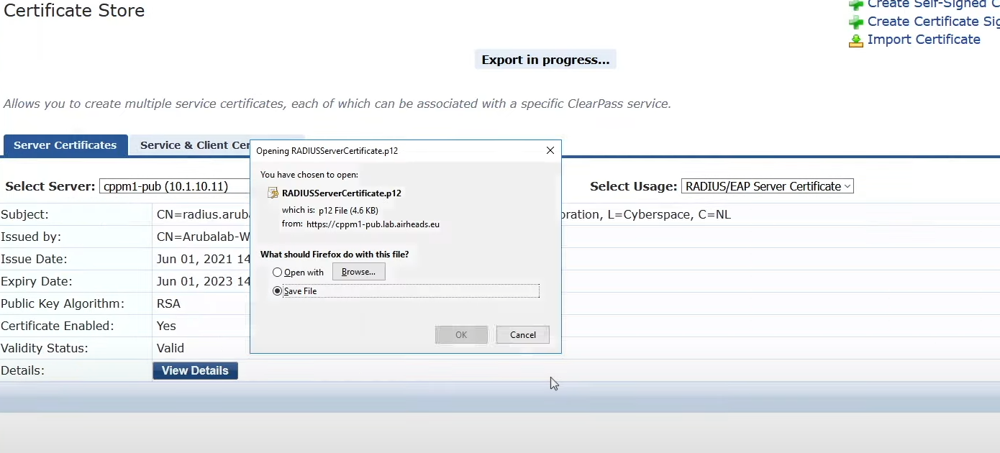 Certificate Store
Create Self-Signed C
Create Certificate Sig
Import Certificate
Export in progress...
Allows you to create multiple service certificates, each of which can be associated with a specific ClearPass service.
Server Certificates
Service & Client Cer
Select Server: cppm1-pub (10.1.10.11)
Select Usage: RADIUS/EAP Server Certificate
Subject: CN=radius.aruba oration, L=Cyberspace, C=NL
Issued by: CN=Arubalab-W
Issue Date: Jun 01, 2021 14
Expiry Date: Jun 01, 2023 14
Public Key Algorithm: RSA
Certificate Enabled: Yes
Validity Status: Valid
Details: View Details
Opening RADIUSServerCertificate.p12
You have chosen to open:
RADIUSServerCertificate.p12
which is: p12 File (4.6 KB)
from: https://cppm1-pub.lab.airheads.eu
What should Firefox do with this file?
Open with Browse...
Save File
OK Cancel